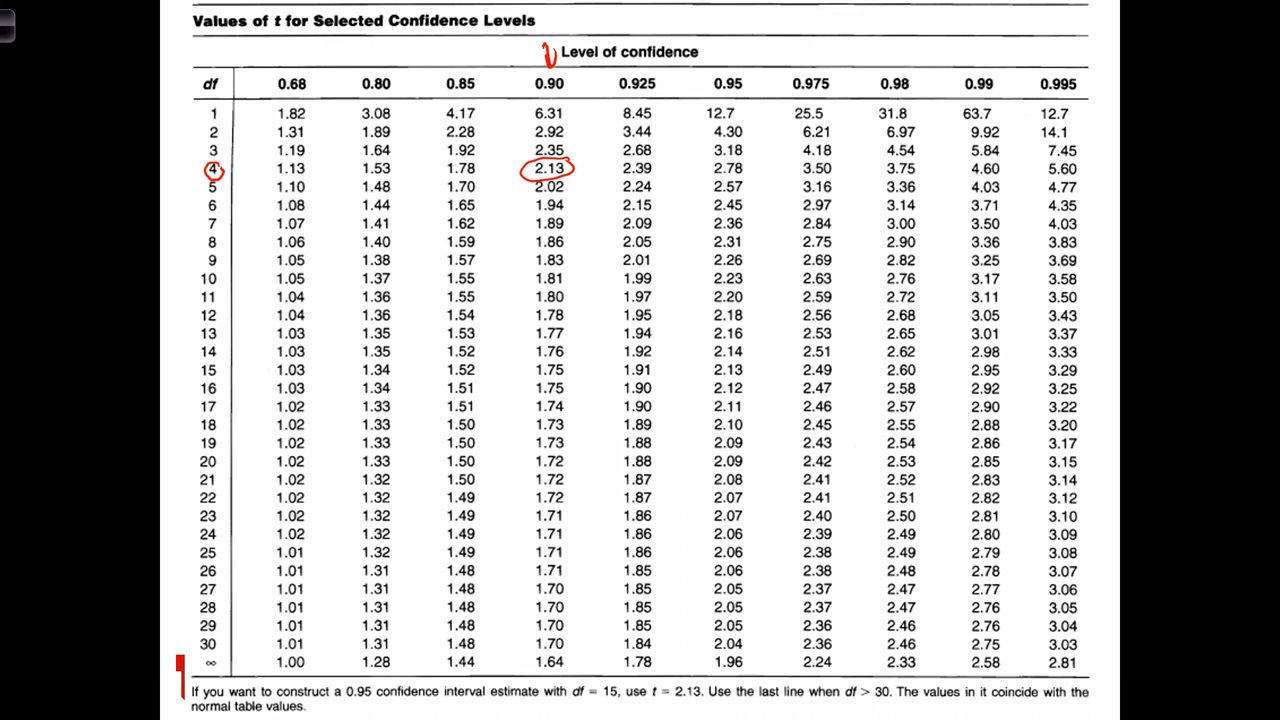 Values of t for Selected Confidence Levels
Level of confidence
df 0.68 0.80 0.85 0.90 0.925 0.95 0.975 0.98 0.99 0.995
1 1.82 3.08 4.17 6.31 8.45 12.7 25.5 31.8 63.7 12.7
2 1.31 1.89 2.28 2.92 3.44 4.30 6.21 6.97 9.92 14.1
3 1.19 1.64 1.92 2.35 2.68 3.18 4.18 4.54 5.84 7.45
4 1.13 1.53 1.78 2.13 2.39 2.78 3.50 3.75 4.60 5.60
5 1.10 1.48 1.70 2.02 2.24 2.57 3.16 3.36 4.03 4.77
6 1.08 1.44 1.65 1.94 2.15 2.45 2.97 3.14 3.71 4.35
7 1.07 1.41 1.62 1.89 2.09 2.36 2.84 3.00 3.50 4.03
8 1.06 1.40 1.59 1.86 2.05 2.31 2.75 2.90 3.36 3.83
9 1.05 1.38 1.57 1.83 2.01 2.26 2.69 2.82 3.25 3.69
10 1.05 1.37 1.55 1.81 1.99 2.23 2.63 2.76 3.17 3.58
11 1.04 1.36 1.55 1.80 1.97 2.20 2.59 2.72 3.11 3.50
12 1.04 1.36 1.54 1.78 1.95 2.18 2.56 2.68 3.05 3.43
13 1.03 1.35 1.53 1.77 1.94 2.16 2.53 2.65 3.01 3.37
14 1.03 1.35 1.52 1.76 1.92 2.14 2.51 2.62 2.98 3.33
15 1.03 1.34 1.52 1.75 1.91 2.13 2.49 2.60 2.95 3.29
16 1.03 1.34 1.51 1.75 1.90 2.12 2.47 2.58 2.92 3.25
17 1.02 1.33 1.51 1.74 1.90 2.11 2.46 2.57 2.90 3.22
18 1.02 1.33 1.50 1.73 1.89 2.10 2.45 2.55 2.88 3.20
19 1.02 1.33 1.50 1.73 1.88 2.09 2.43 2.54 2.86 3.17
20 1.02 1.33 1.50 1.72 1.88 2.09 2.42 2.53 2.85 3.15
21 1.02 1.32 1.50 1.72 1.87 2.08 2.41 2.52 2.83 3.14
22 1.02 1.32 1.49 1.72 1.87 2.07 2.41 2.51 2.82 3.12
23 1.02 1.32 1.49 1.71 1.86 2.07 2.40 2.50 2.81 3.10
24 1.02 1.32 1.49 1.71 1.86 2.06 2.39 2.49 2.80 3.09
25 1.01 1.32 1.49 1.71 1.86 2.06 2.38 2.49 2.79 3.08
26 1.01 1.31 1.48 1.71 1.85 2.06 2.38 2.48 2.78 3.07
27 1.01 1.31 1.48 1.70 1.85 2.05 2.37 2.47 2.77 3.06
28 1.01 1.31 1.48 1.70 1.85 2.05 2.37 2.47 2.76 3.05
29 1.01 1.31 1.48 1.70 1.85 2.05 2.36 2.46 2.76 3.04
30 1.01 1.31 1.48 1.70 1.84 2.04 2.36 2.46 2.75 3.03
∞ 1.00 1.28 1.44 1.64 1.78 1.96 2.24 2.33 2.58 2.81
If you want to construct a 0.95 confidence interval estimate with df = 15, use t = 2.13. Use the last line when df > 30. The values in it coincide with the
normal table values.